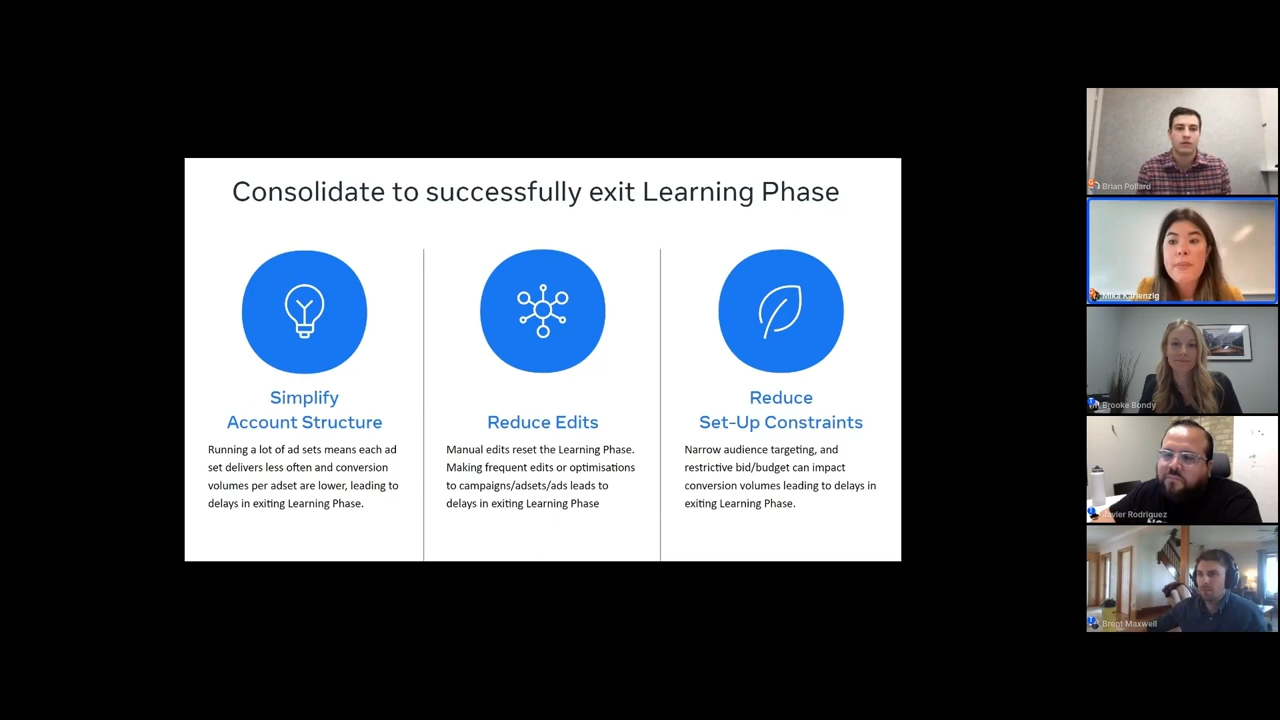 Consolidate to successfully exit Learning Phase
Simplify
Account Structure
Running a lot of ad sets means each ad
set delivers less often and conversion
volumes per adset are lower, leading to
delays in exiting Learning Phase.
Reduce Edits
Manual edits reset the Learning Phase.
Making frequent edits or optimisations
to campaigns/adsets/ads leads to
delays in exiting Learning Phase
Reduce
Set-Up Constraints
Narrow audience targeting, and
restrictive bid/budget can impact
conversion volumes leading to delays in
exiting Learning Phase.
Brian Pollard
Mika Karlenzig
Brooke Bondy
Javier Rodriguez
Brent Maxwell